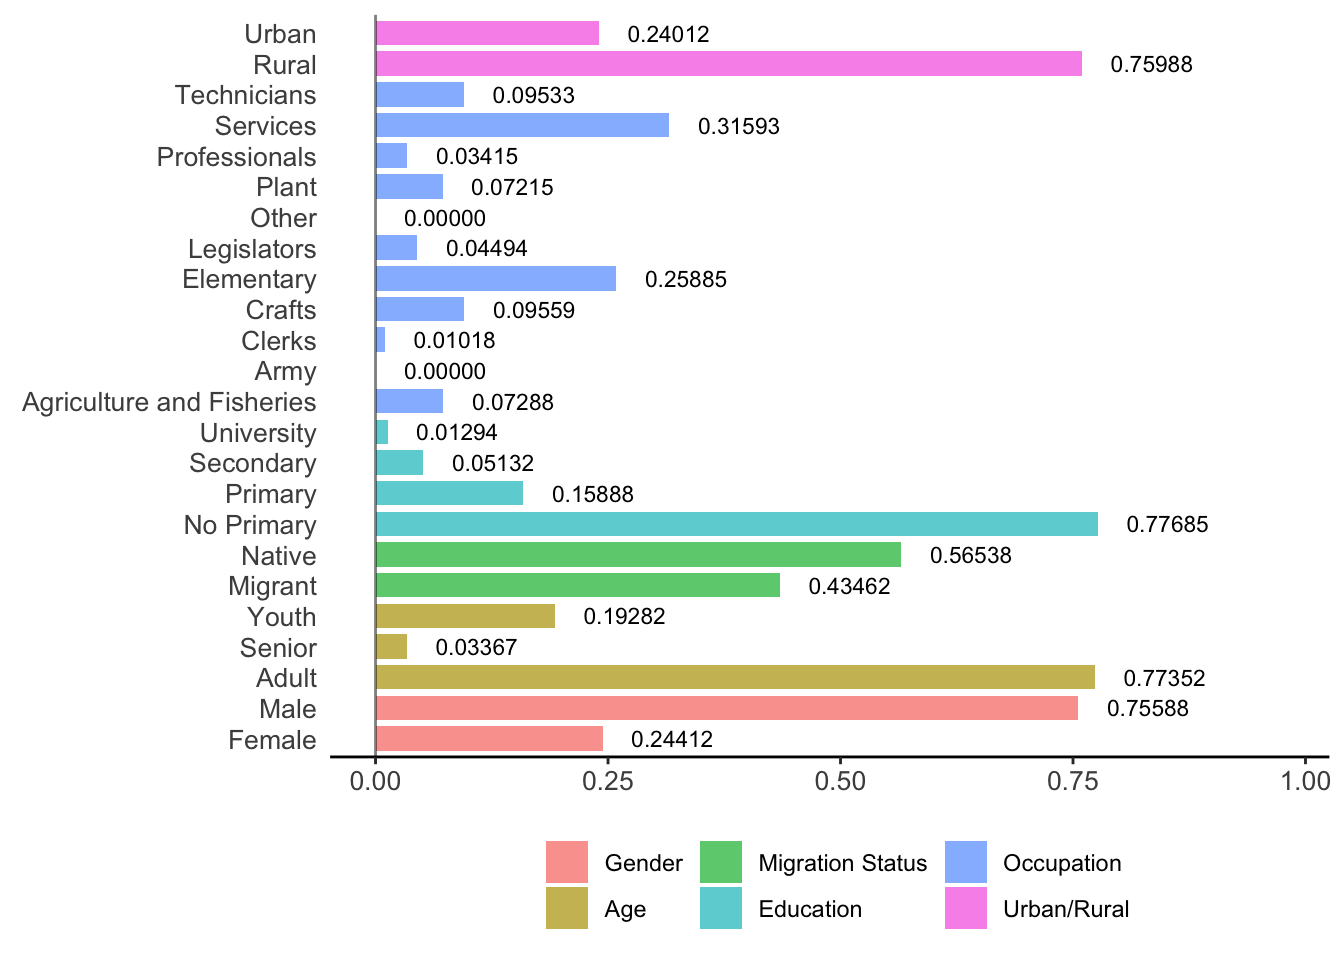 Urban 0.24012
Rural 0.75988
Technicians 0.09533
Services 0.31593
Professionals 0.03415
Plant 0.07215
Other 0.00000
Legislators 0.04494
Elementary 0.25885
Crafts 0.09559
Clerks 0.01018
Army 0.00000
Agriculture and Fisheries 0.07288
University 0.01294
Secondary 0.05132
Primary 0.15888
No Primary 0.77685
Native 0.56538
Migrant 0.43462
Youth 0.19282
Senior 0.03367
Adult 0.77352
Male 0.75588
Female 0.24412
0.00 0.25 0.50 0.75 1.00
Gender Migration Status Occupation
Age Education Urban/Rural